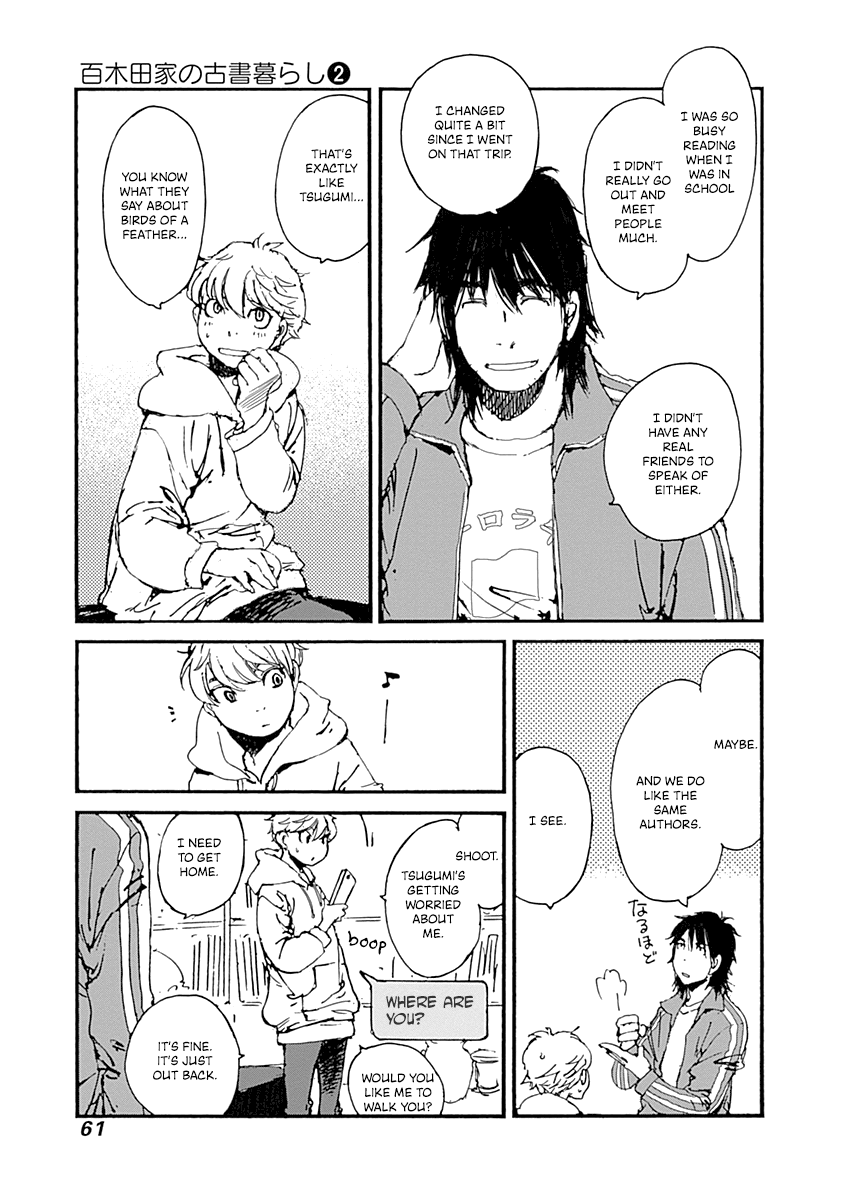 百木田家の古書暮らし❷
I WAS SO
BUSY
READING
WHEN I
WAS IN
SCHOOL
I DIDN'T
REALLY GO
OUT AND
MEET
PEOPLE
MUCH.
I CHANGED
QUITE A BIT
SINCE I WENT
ON THAT TRIP.
I DIDN'T
HAVE ANY
REAL
FRIENDS TO
SPEAK OF
EITHER.
THAT'S
EXACTLY
LIKE
TSUGUMI...
YOU KNOW
WHAT THEY
SAY ABOUT
BIRDS OF A
FEATHER...
MAYBE.
AND WE DO
LIKE THE
SAME
AUTHORS.
I SEE.
なるほど
SHOOT.
TSUGUMI'S
GETTING
WORRIED
ABOUT
ME.
boop
WHERE ARE
YOU?
I NEED
TO GET
HOME.
WOULD YOU
LIKE ME TO
WALK YOU?
IT'S FINE.
IT'S JUST
OUT BACK.
61